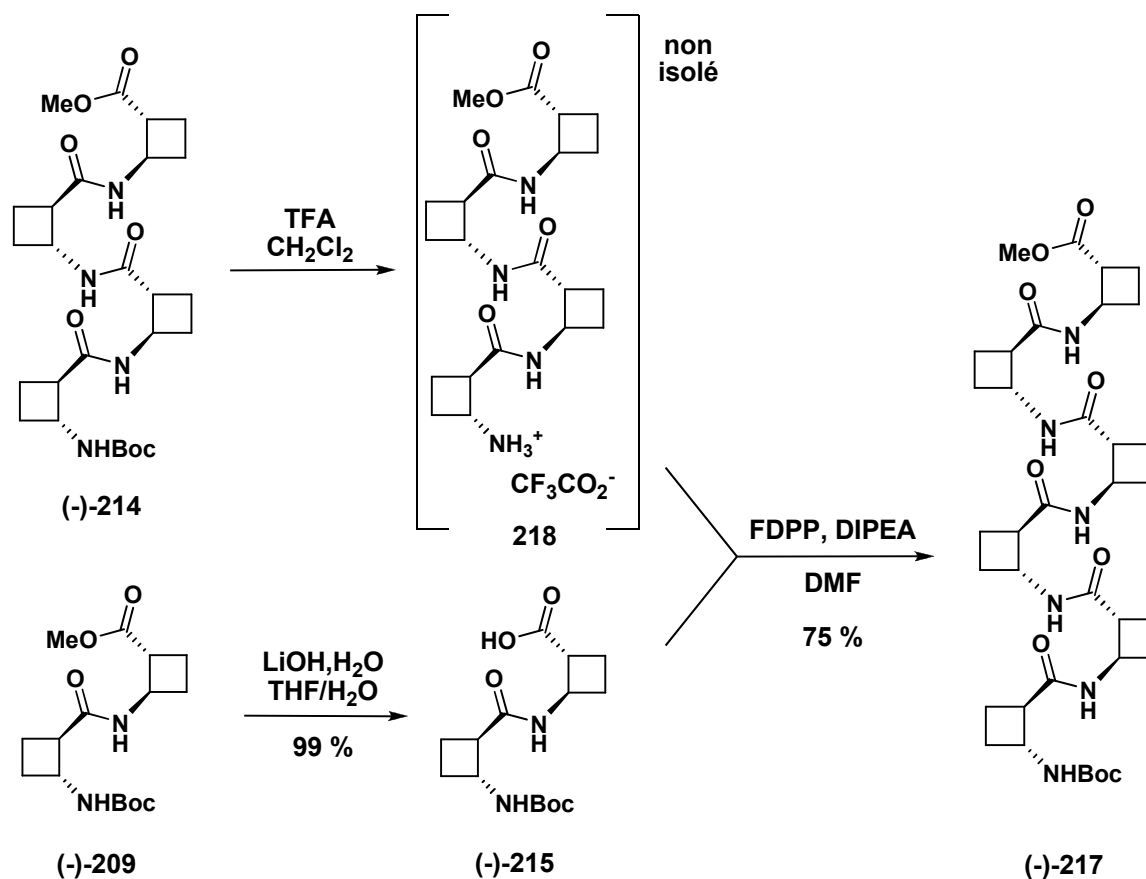 O
MeO
O
N
H
O
N
H
O
N
H
NHBoc
(-)-214
TFA
CH2Cl2
O
MeO
O
N
H
O
N
H
O
N
H
NH3+
CF3CO2-
218
non
isolé
O
MeO
O
N
H
NHBoc
(-)-209
LiOH,H2O
THF/H2O
99 %
O
HO
O
N
H
NHBoc
(-)-215
FDPP, DIPEA
DMF
75 %
O
MeO
O
N
H
O
N
H
O
N
H
O
N
H
O
N
H
NHBoc
(-)-217